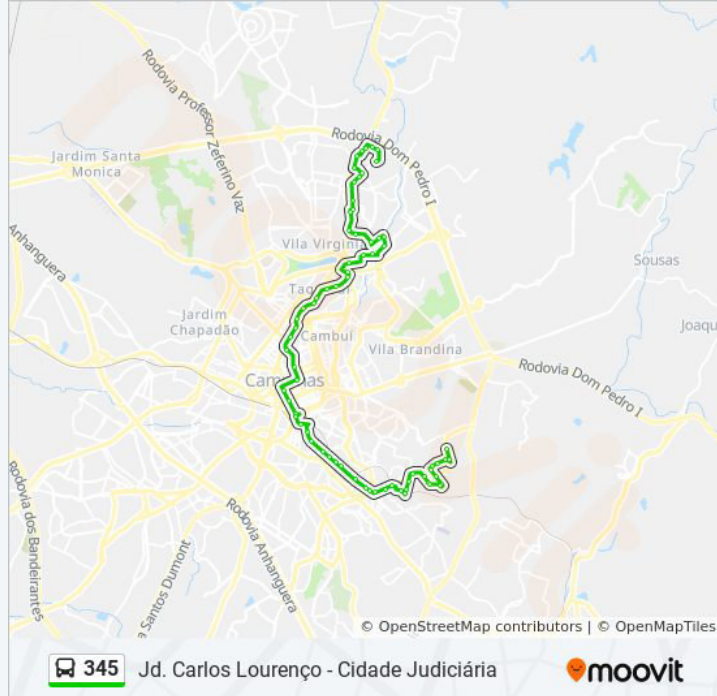 Rodovia Professor Zeferino Vaz
Rodovia Dom Pedro I
Jardim Santa
Monica
Anhanguera
Vila Virginia
Sousas
Jardim
Chapadão
Cambuí
Joaqu
Vila Brandina
Rodovia Dom Pedro I
Rodovia dos Bandeirantes
Rodovia Anhanguera
Santos Dumont
© OpenStreetMap contributors | © OpenMapTiles
345 Jd. Carlos Lourenço - Cidade Judiciária
moovit